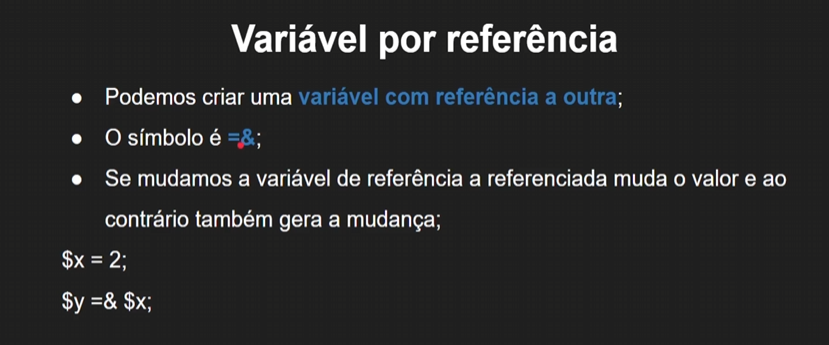 Variável por referência
● Podemos criar uma variável com referência a outra;
● O símbolo é =&;
● Se mudamos a variável de referência a referenciada muda o valor e ao
contrário também gera a mudança;
$x = 2;
$y =& $x;